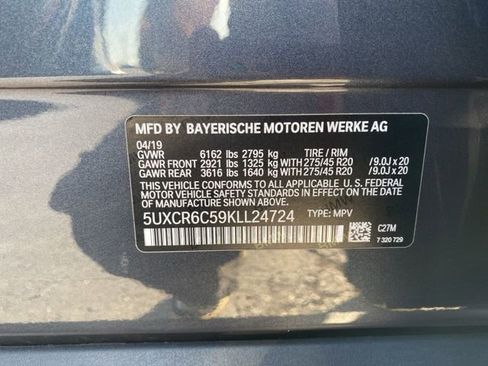 MFD BY BAYERISCHE MOTOREN WERKE AG
04/19
GVWR 6162 lbs 2795 kg TIRE / RIM
GAWR FRONT 2921 lbs 1325 kg WITH 275/45 R20 / 9.0J x 20
GAWR REAR 3616 lbs 1640 kg WITH 275/45 R20 / 9.0J x 20
THIS VEHICLE CONFORMS TO ALL APPLICABLE U.S. FEDERAL MOTOR
VEHICLE SAFETY STANDARDS IN EFFECT ON THE DATE OF
MANUFACTURE SHOWN ABOVE.
5UXCR6C59KLL24724 TYPE: MPV
C27M
7 320 729